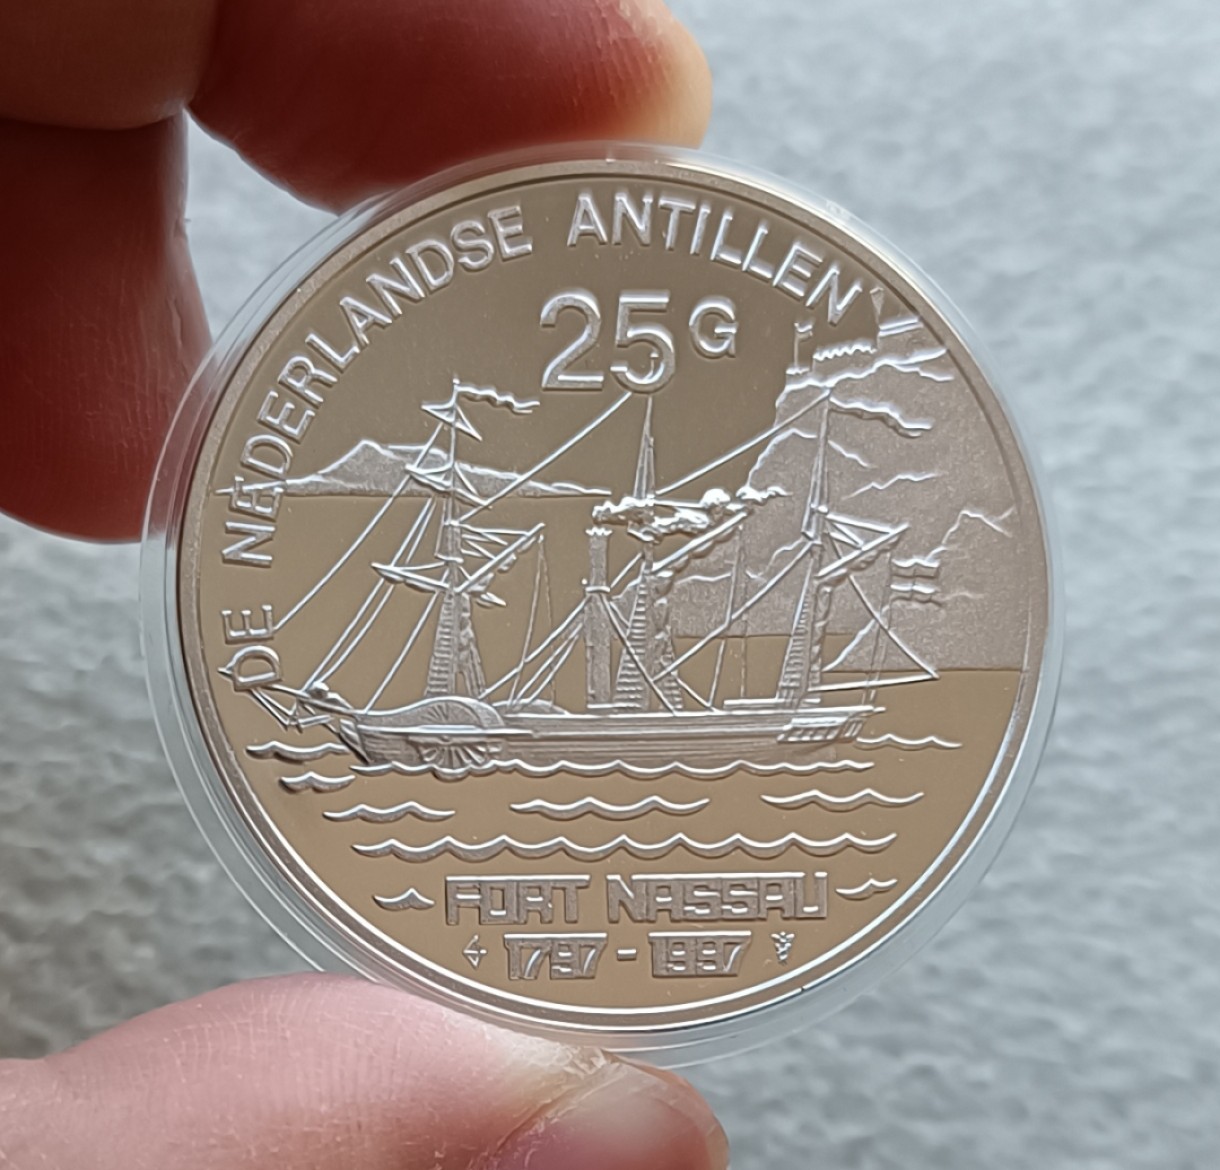 DE NEDERLANDSE ANTILLEN
25 G
FORT NASSAU
1797 - 1997